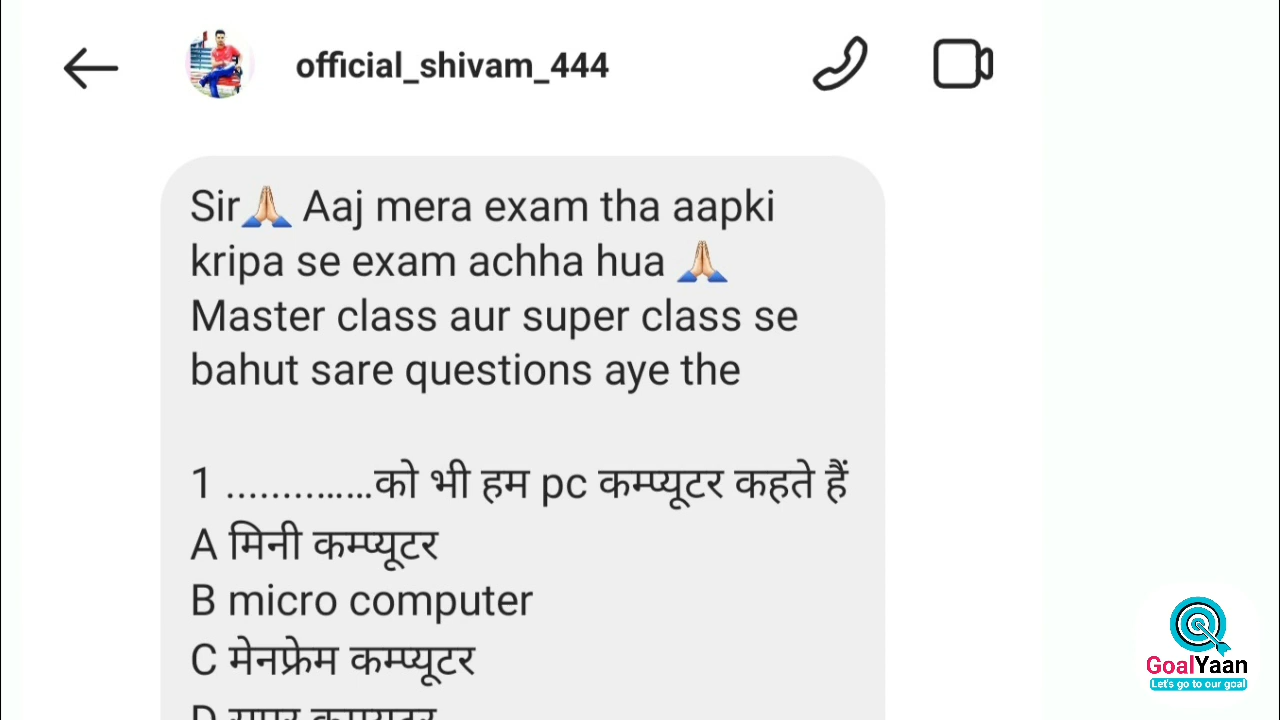 official_shivam_444
Sir🙏🏻 Aaj mera exam tha aapki
kripa se exam achha hua 🙏🏻
Master class aur super class se
bahut sare questions aye the
1 ..............को भी हम pc कम्प्यूटर कहते हैं
A मिनी कम्प्यूटर
B micro computer
C मेनफ्रेम कम्प्यूटर
GoalYaan
Let's go to our goal